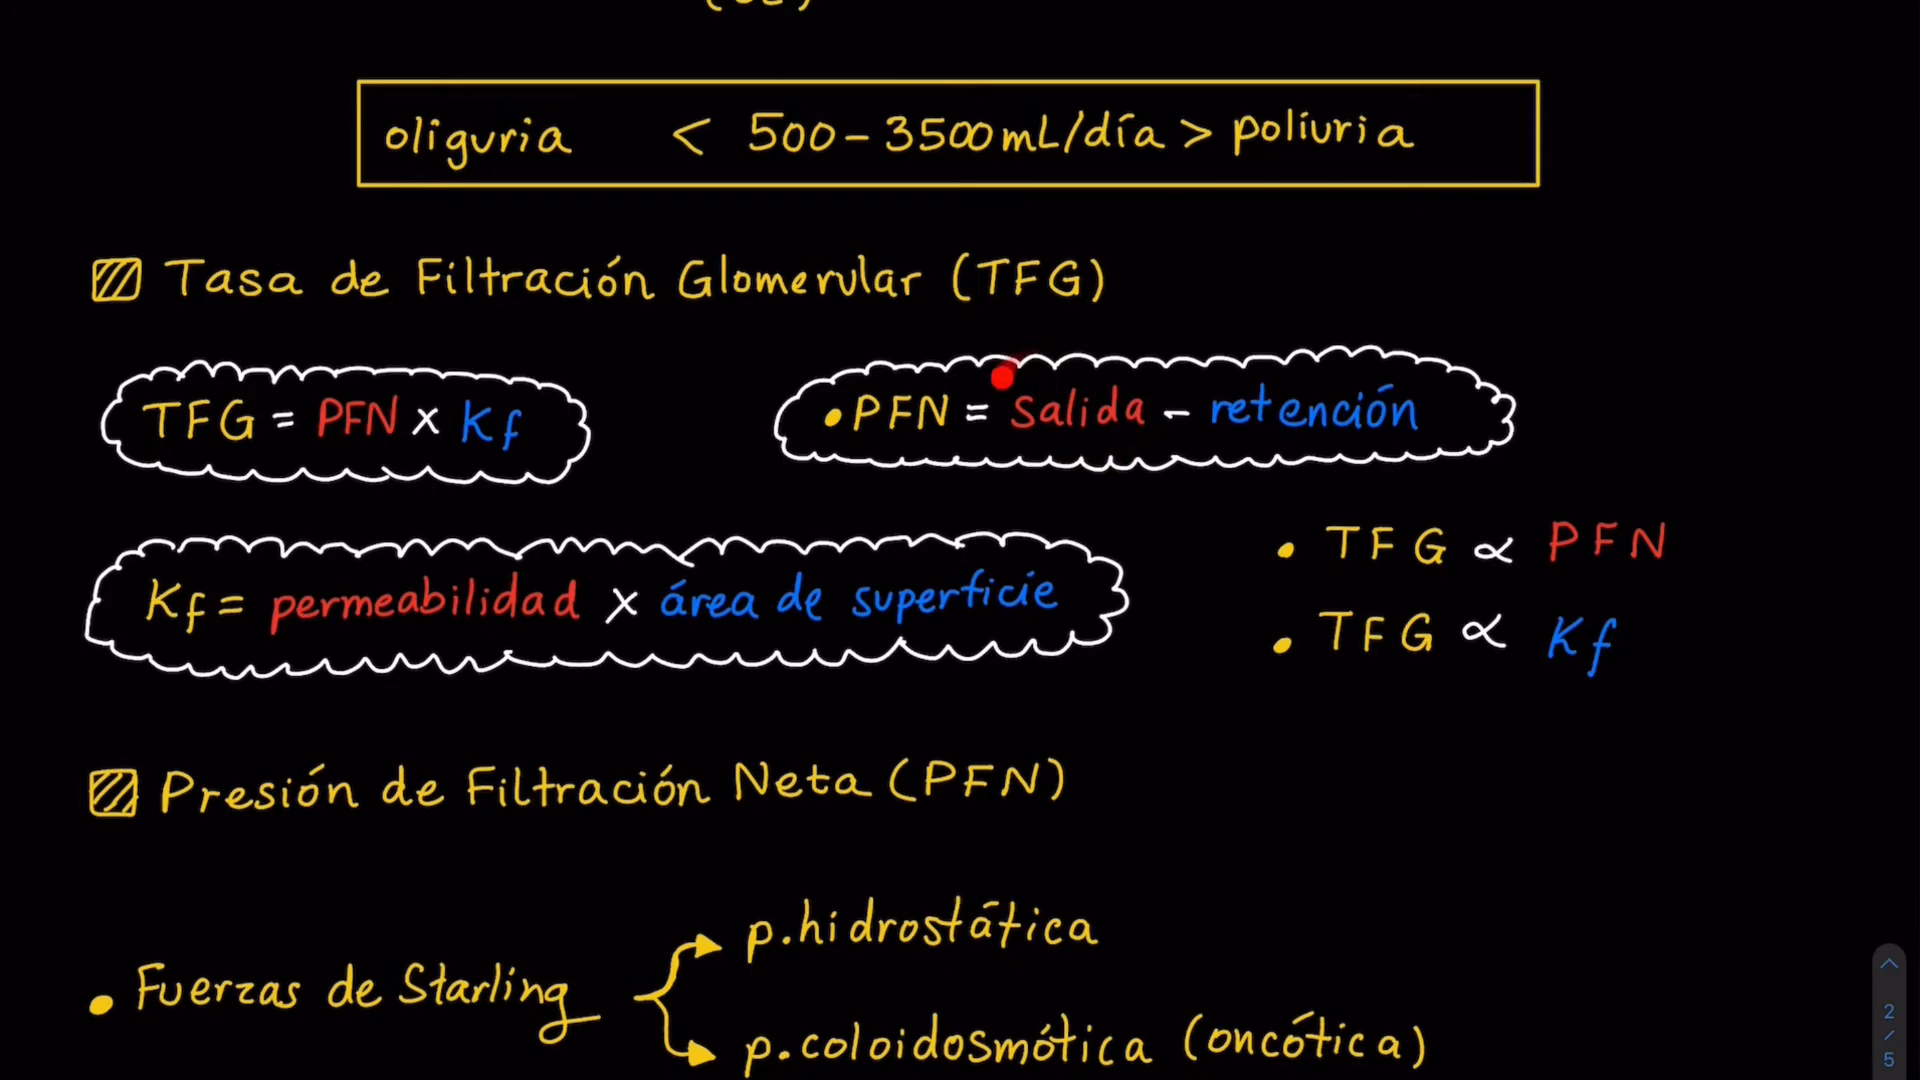 oliguria < 500 - 3500 mL/día > poliuria
Tasa de Filtración Glomerular (TFG)
TFG = PFN x Kf
• PFN = Salida - retención
Kf = permeabilidad x área de superficie
• TFG ∝ PFN
• TFG ∝ Kf
Presión de Filtración Neta (PFN)
p. hidrostática
• Fuerzas de Starling
p. coloidosmótica (oncótica)
2
/
5